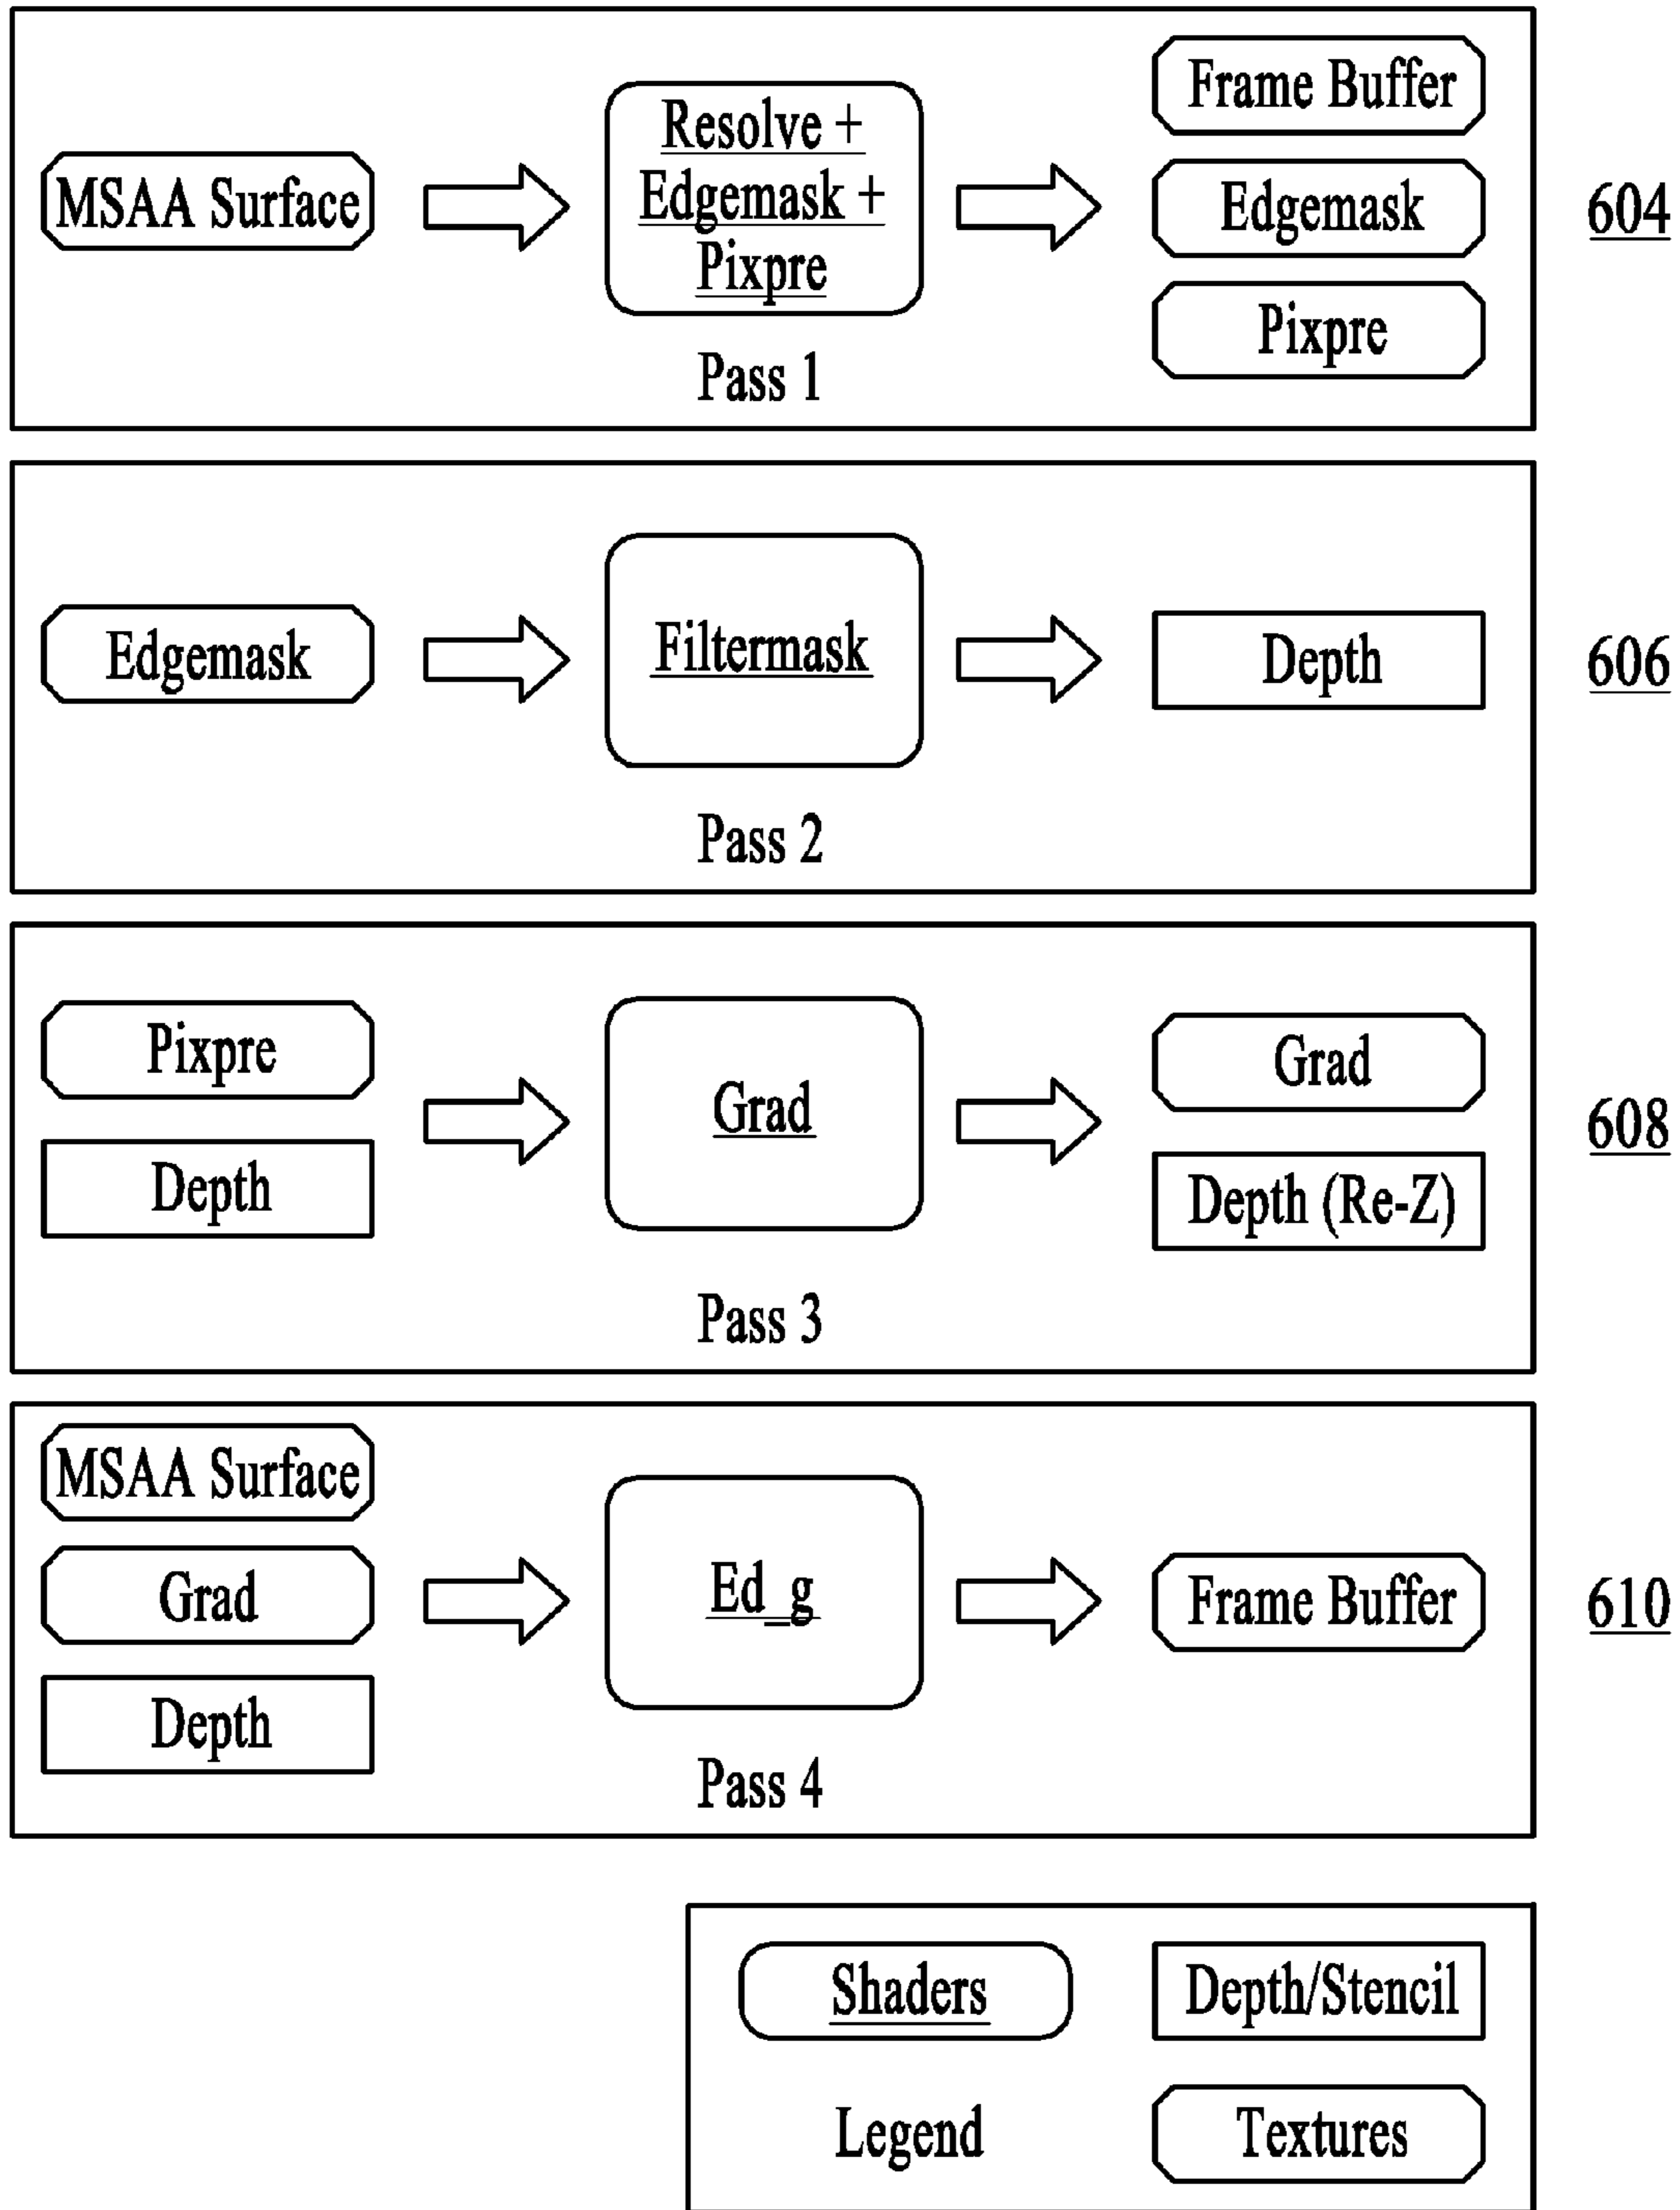 MSAA Surface
Resolve +
Edgemask +
Pixpre
Frame Buffer
Edgemask
Pixpre
Pass 1
604
Edgemask
Filtermask
Depth
Pass 2
606
Pixpre
Depth
Grad
Grad
Depth (Re-Z)
Pass 3
608
MSAA Surface
Grad
Depth
Ed_g
Frame Buffer
Pass 4
610
Shaders
Depth/Stencil
Legend
Textures